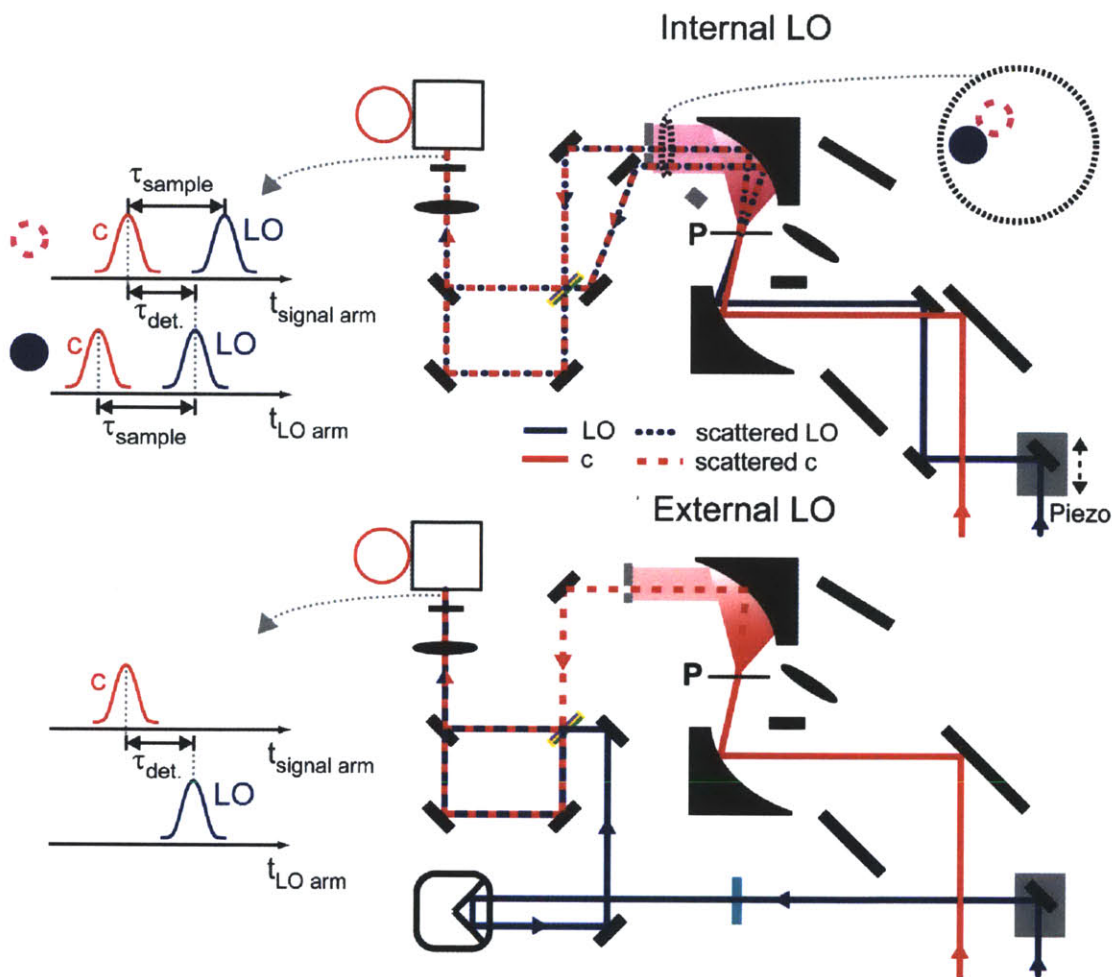 Internal LO
τsample
c
LO
τdet.
tsignal arm
c
LO
τsample
tLO arm
P
LO
scattered LO
c
scattered c
Piezo
External LO
c
τdet.
tsignal arm
LO
tLO arm
P